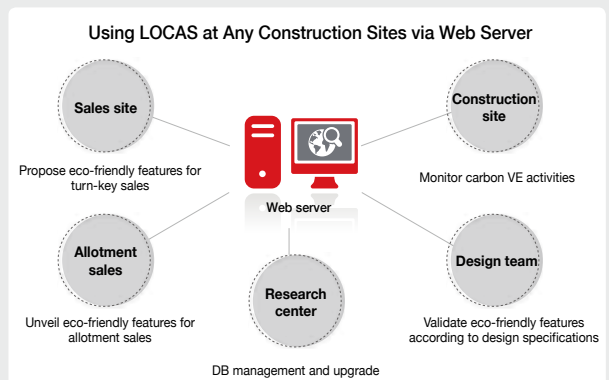 Using LOCAS at Any Construction Sites via Web Server
Sales site
Propose eco-friendly features for
turn-key sales
Construction
site
Monitor carbon VE activities
Web server
Allotment
sales
Unveil eco-friendly features for
allotment sales
Research
center
DB management and upgrade
Design team
Validate eco-friendly features
according to design specifications